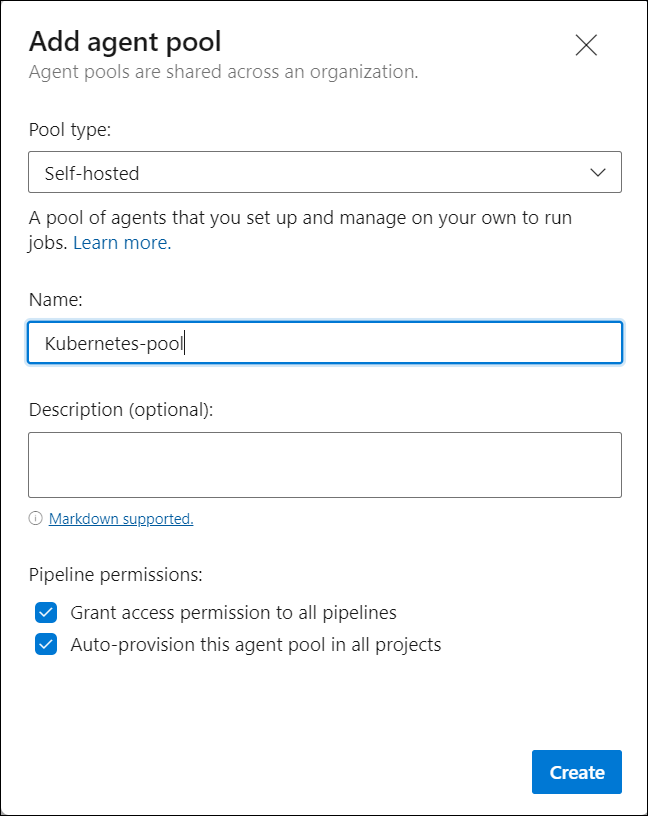 Add agent pool
Agent pools are shared across an organization.
Pool type:
Self-hosted
A pool of agents that you set up and manage on your own to run
jobs. Learn more.
Name:
Kubernetes-pool
Description (optional):
Markdown supported.
Pipeline permissions:
Grant access permission to all pipelines
Auto-provision this agent pool in all projects
Create